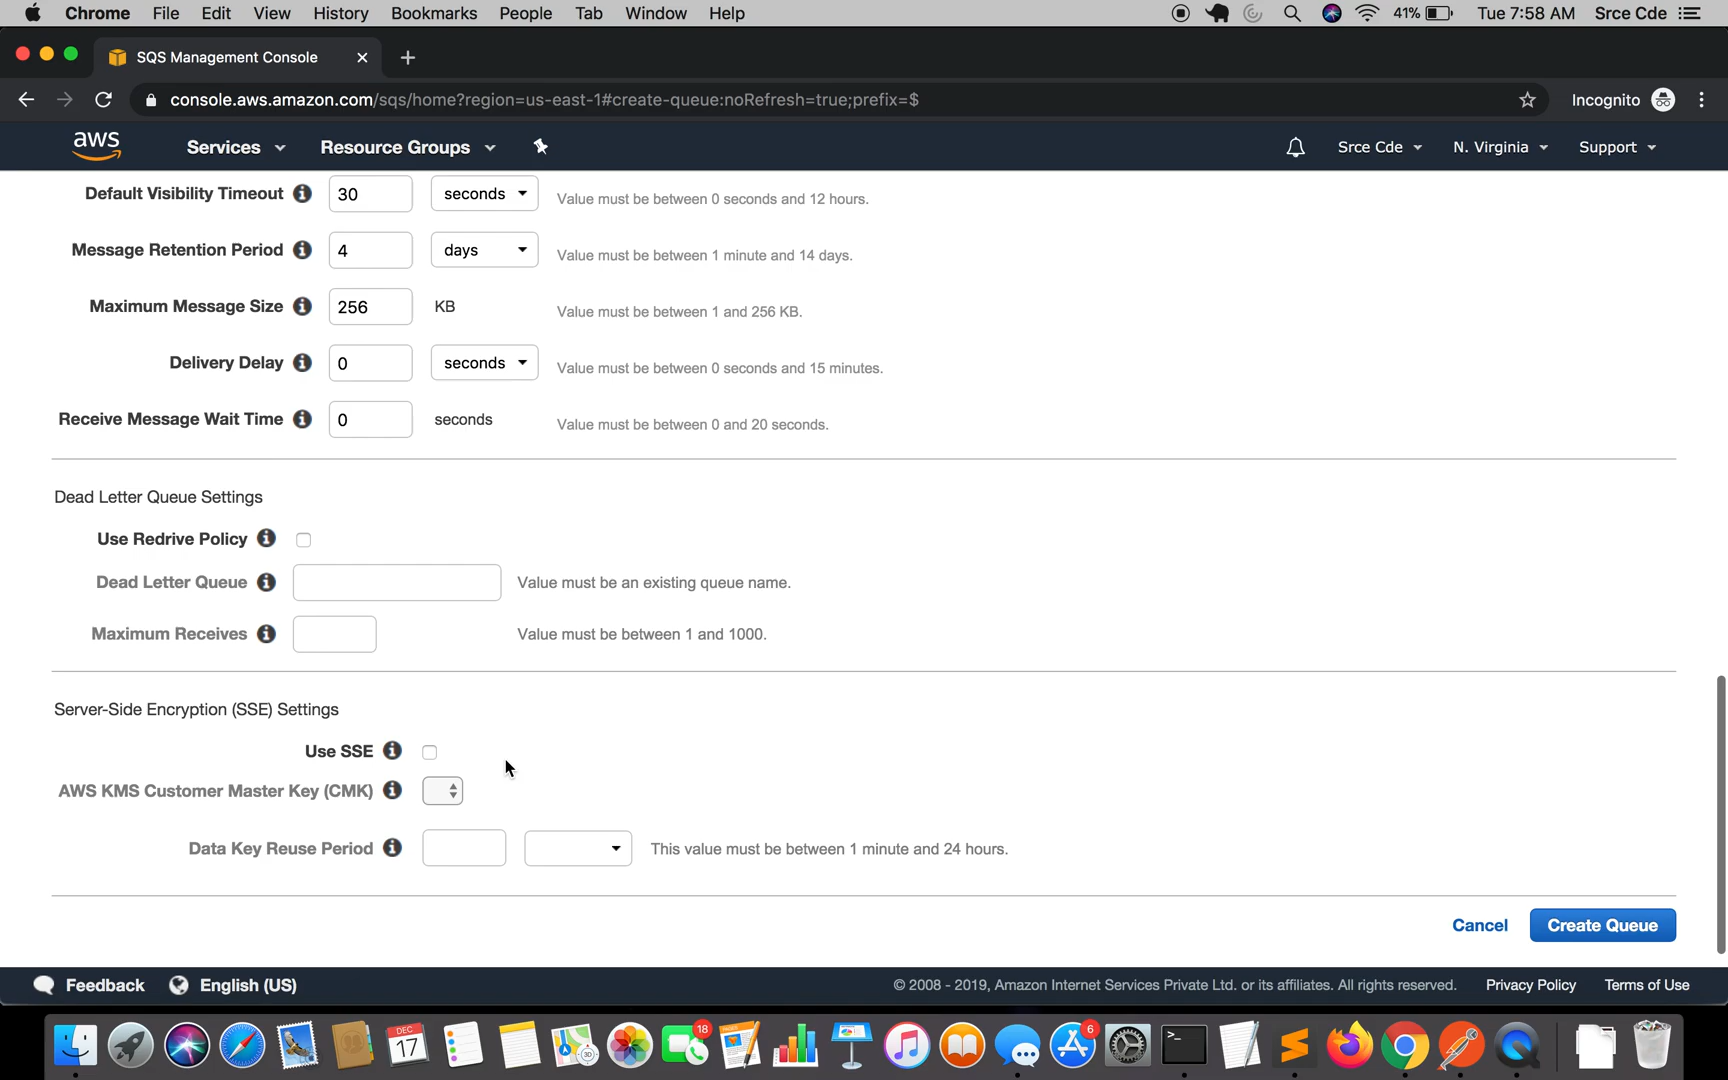 Chrome File Edit View History Bookmarks People Tab Window Help 41% Tue 7:58 AM Srce Cde
SQS Management Console
console.aws.amazon.com/sqs/home?region=us-east-1#create-queue:noRefresh=true;prefix=$ Incognito
aws Services Resource Groups Srce Cde N. Virginia Support
Default Visibility Timeout 30 seconds Value must be between 0 seconds and 12 hours.
Message Retention Period 4 days Value must be between 1 minute and 14 days.
Maximum Message Size 256 KB Value must be between 1 and 256 KB.
Delivery Delay 0 seconds Value must be between 0 seconds and 15 minutes.
Receive Message Wait Time 0 seconds Value must be between 0 and 20 seconds.
Dead Letter Queue Settings
Use Redrive Policy
Dead Letter Queue Value must be an existing queue name.
Maximum Receives Value must be between 1 and 1000.
Server-Side Encryption (SSE) Settings
Use SSE
AWS KMS Customer Master Key (CMK)
Data Key Reuse Period This value must be between 1 minute and 24 hours.
Cancel Create Queue
Feedback English (US) © 2008 - 2019, Amazon Internet Services Private Ltd. or its affiliates. All rights reserved. Privacy Policy Terms of Use
DEC 17 30 18 6